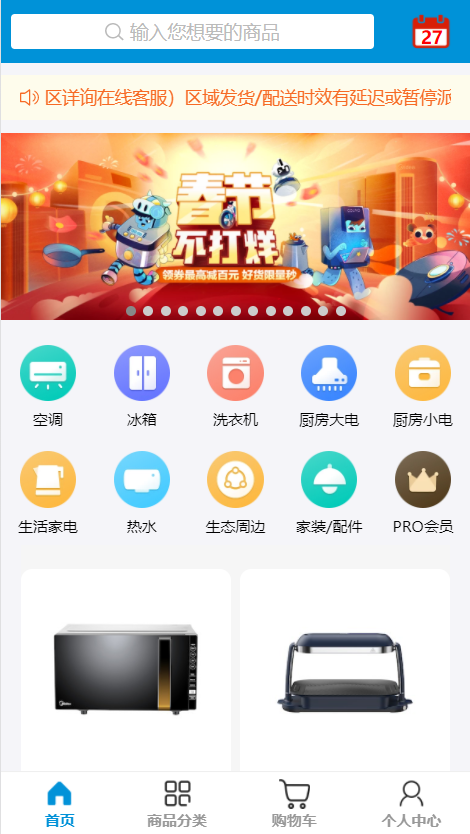 输入您想要的商品
27
区详询在线客服）区域发货/配送时效有延迟或暂停派
春节
不打烊
领券最高减百元 好货限量秒
空调
冰箱
洗衣机
厨房大电
厨房小电
生活家电
热水
生态周边
家装/配件
PRO会员
Midea
首页
商品分类
购物车
个人中心